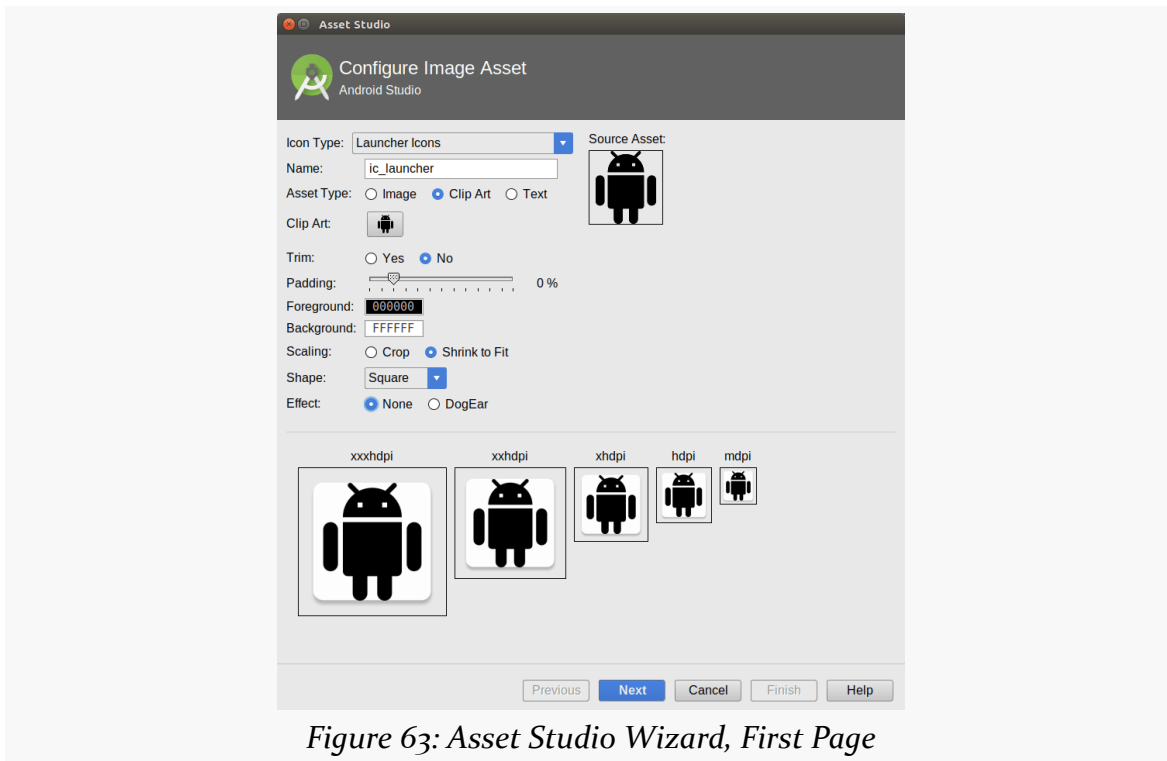 Asset Studio
Configure Image Asset
Android Studio
Icon Type: Launcher Icons
Source Asset:
Name: ic_launcher
Asset Type: Image Clip Art Text
Clip Art:
Trim: Yes No
Padding: 0 %
Foreground: 000000
Background: FFFFFF
Scaling: Crop Shrink to Fit
Shape: Square
Effect: None DogEar
xxxhdpi xxhdpi xhdpi hdpi mdpi
Previous Next Cancel Finish Help
Figure 63: Asset Studio Wizard, First Page